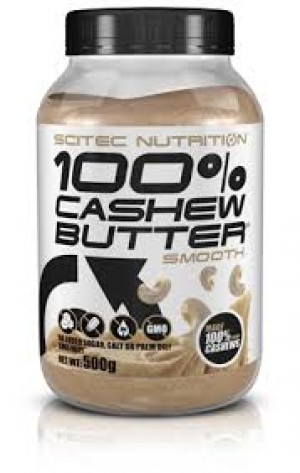 SCITEC NUTRITION
100%
CASHEW
BUTTER
SMOOTH
GMO
MADE
100%
CASHEWS
NO ADDED SUGAR, SALT OR PALM OIL!
NET WT. 500g